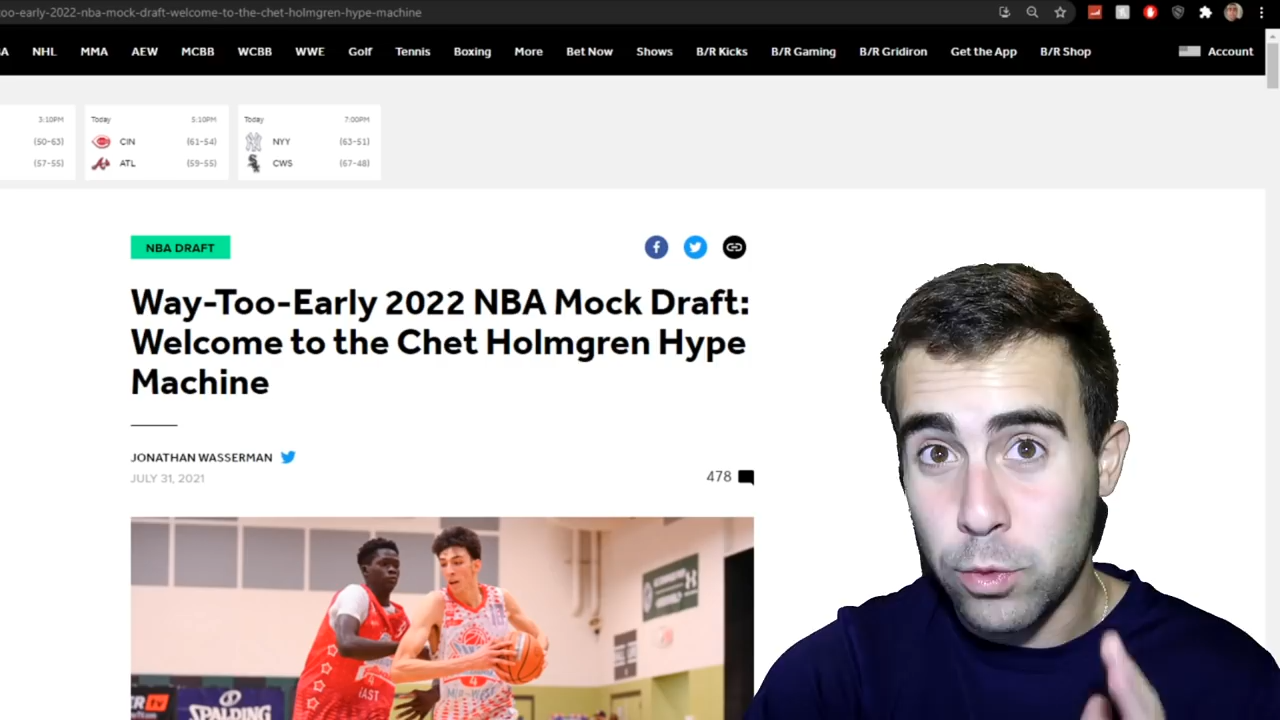 oo-early-2022-nba-mock-draft-welcome-to-the-chet-holmgren-hype-machine
A NHL MMA AEW MCBB WCBB WWE Golf Tennis Boxing More Bet Now Shows B/R Kicks B/R Gaming B/R Gridiron Get the App B/R Shop Account
3:10PM Today 5:10PM Today 7:00PM
(50-63) CIN (61-54) NYY (63-51)
(57-55) ATL (59-55) CWS (67-48)
NBA DRAFT
Way-Too-Early 2022 NBA Mock Draft:
Welcome to the Chet Holmgren Hype
Machine
JONATHAN WASSERMAN
JULY 31, 2021
478
EAST
4
MIDWEST
4
SPALDING